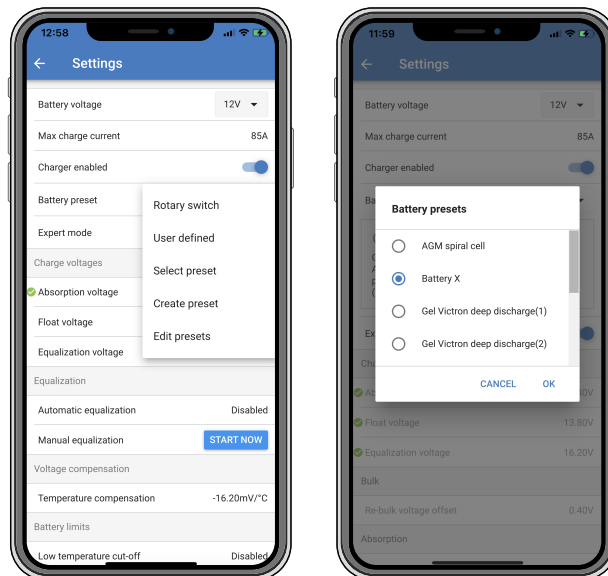 12:58
Settings
Battery voltage 12V
Max charge current 85A
Charger enabled
Battery preset
Rotary switch
User defined
Expert mode
Select preset
Charge voltages
Create preset
Absorption voltage
Float voltage
Edit presets
Equalization voltage
Equalization
Automatic equalization Disabled
Manual equalization START NOW
Voltage compensation
Temperature compensation -16.20mV/°C
Battery limits
Low temperature cut-off Disabled
11:59
Settings
Battery voltage 12V
Max charge current 85A
Charger enabled
Ba
Battery presets
AGM spiral cell
Battery X
Gel Victron deep discharge(1)
Gel Victron deep discharge(2)
Ex
Cha
CANCEL OK
Ab
Float voltage 13.80V
Equalization voltage 16.20V
Bulk
Re-bulk voltage offset 0.40V
Absorption